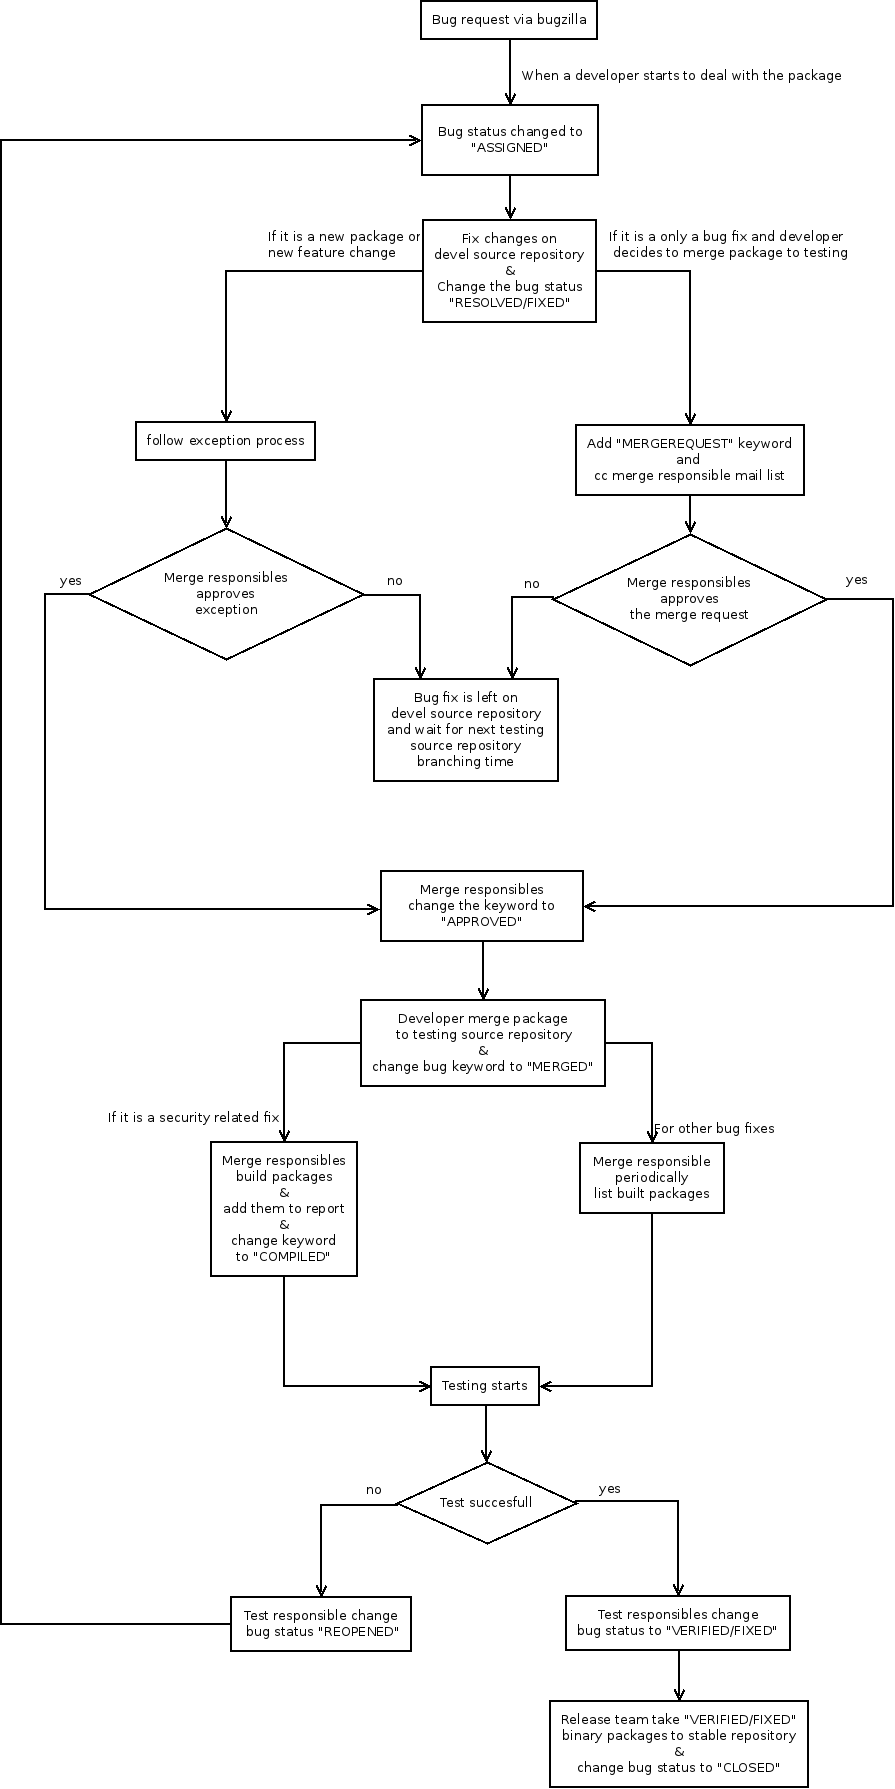 Bug request via bugzilla
When a developer starts to deal with the package
Bug status changed to
"ASSIGNED"
If it is a new package or
new feature change
Fix changes on
devel source repository
&
Change the bug status
"RESOLVED/FIXED"
If it is a only a bug fix and developer
decides to merge package to testing
follow exception process
Add "MERGEREQUEST" keyword
and
cc merge responsible mail list
yes
Merge responsibles
approves
exception
no
no
Merge responsibles
approves
the merge request
yes
Bug fix is left on
devel source repository
and wait for next testing
source repository
branching time
Merge responsibles
change the keyword to
"APPROVED"
Developer merge package
to testing source repository
&
change bug keyword to "MERGED"
If it is a security related fix
For other bug fixes
Merge responsibles
build packages
&
add them to report
&
change keyword
to "COMPILED"
Merge responsible
periodically
list built packages
Testing starts
no
Test succesfull
yes
Test responsible change
bug status "REOPENED"
Test responsibles change
bug status to "VERIFIED/FIXED"
Release team take "VERIFIED/FIXED"
binary packages to stable repository
&
change bug status to "CLOSED"